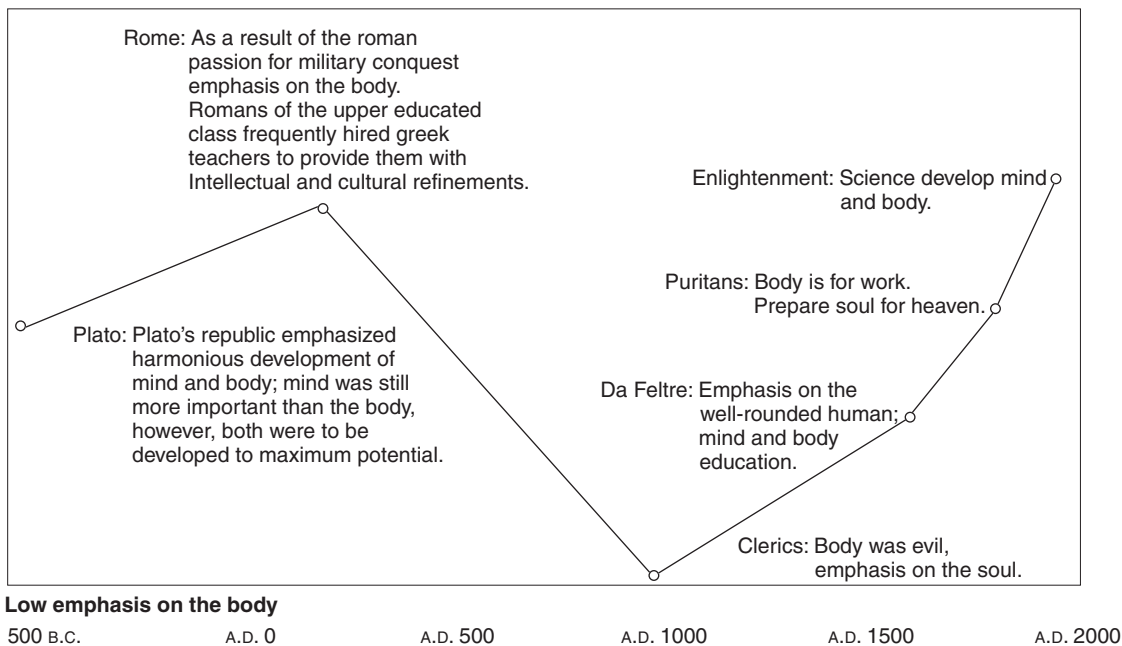 Rome: As a result of the roman
passion for military conquest
emphasis on the body.
Romans of the upper educated
class frequently hired greek
teachers to provide them with
Intellectual and cultural refinements.
Enlightenment: Science develop mind
and body.
Puritans: Body is for work.
Prepare soul for heaven.
Plato: Plato’s republic emphasized
harmonious development of
mind and body; mind was still
more important than the body,
however, both were to be
developed to maximum potential.
Da Feltre: Emphasis on the
well-rounded human;
mind and body
education.
Clerics: Body was evil,
emphasis on the soul.
Low emphasis on the body
500 B.C. A.D. 0 A.D. 500 A.D. 1000 A.D. 1500 A.D. 2000